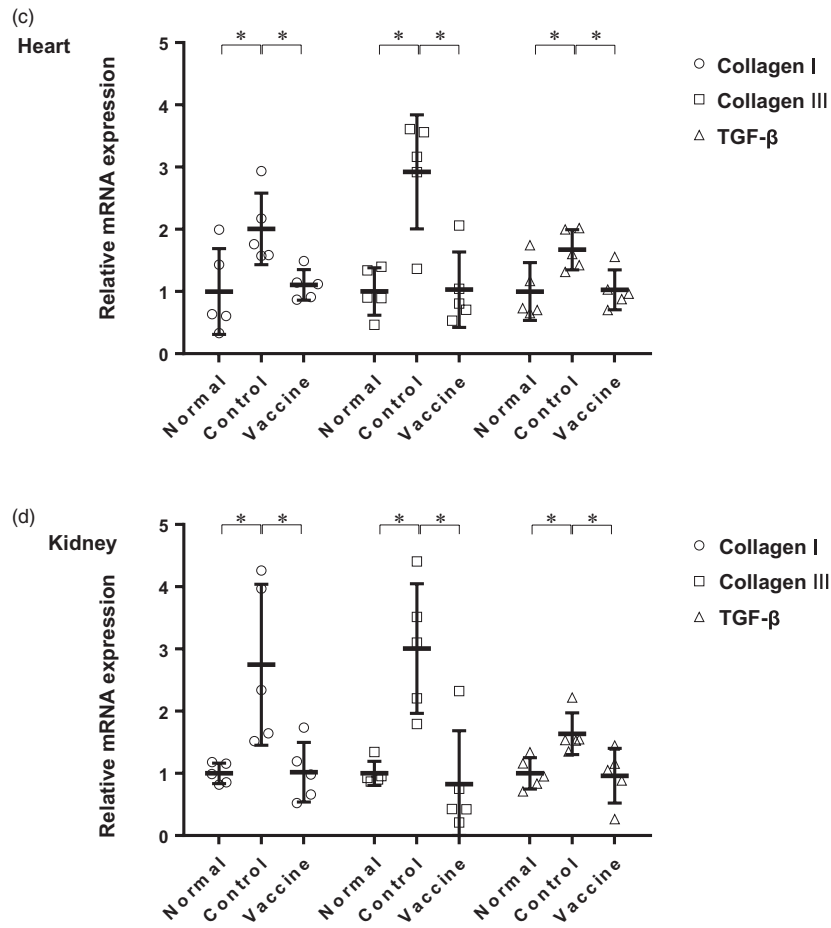 (c)
Heart
Relative mRNA expression
5
4
3
2
1
0
* * * * * *
Normal Control Vaccine Normal Control Vaccine Normal Control Vaccine
Collagen I
Collagen III
TGF-β
(d)
Kidney
Relative mRNA expression
5
4
3
2
1
0
* * * * * *
Normal Control Vaccine Normal Control Vaccine Normal Control Vaccine
Collagen I
Collagen III
TGF-β